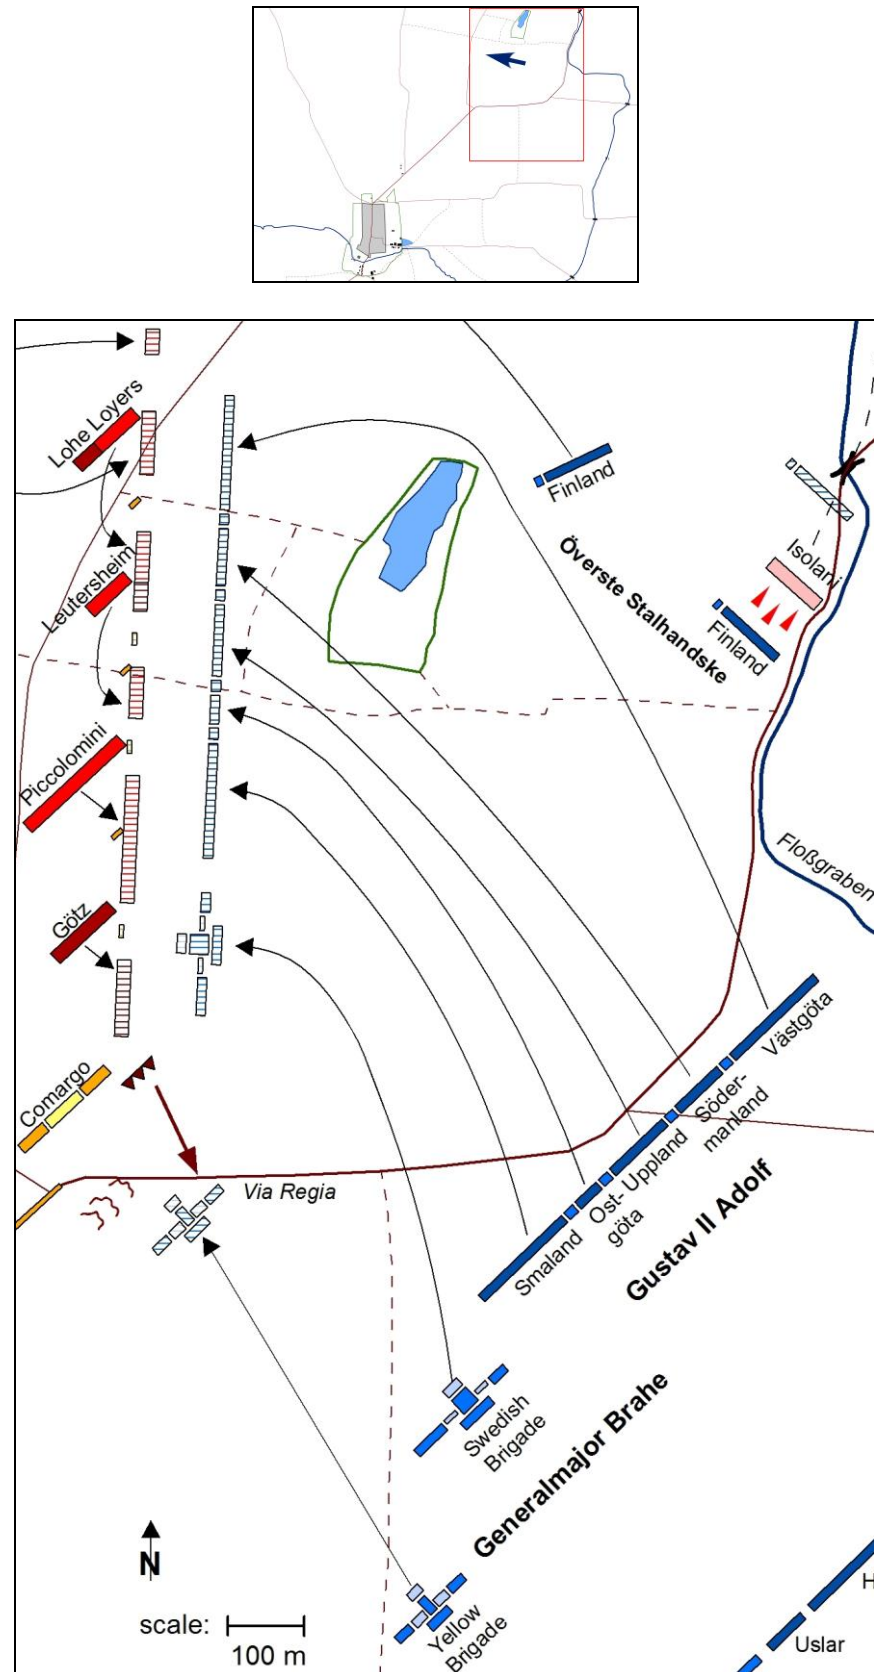 Lohe Loyers
Finland
Överste Stalhandske
Isolani
Leutersheim
Finland
Piccolomini
Floßgraben
Götz
Västgöta
Comargo
Söder-
manland
Uppland
Ost-
göta
Smaland
Via Regia
Gustav II Adolf
Swedish
Brigade
Generalmajor Brahe
N
scale:
100 m
Yellow
Brigade
H
Uslar